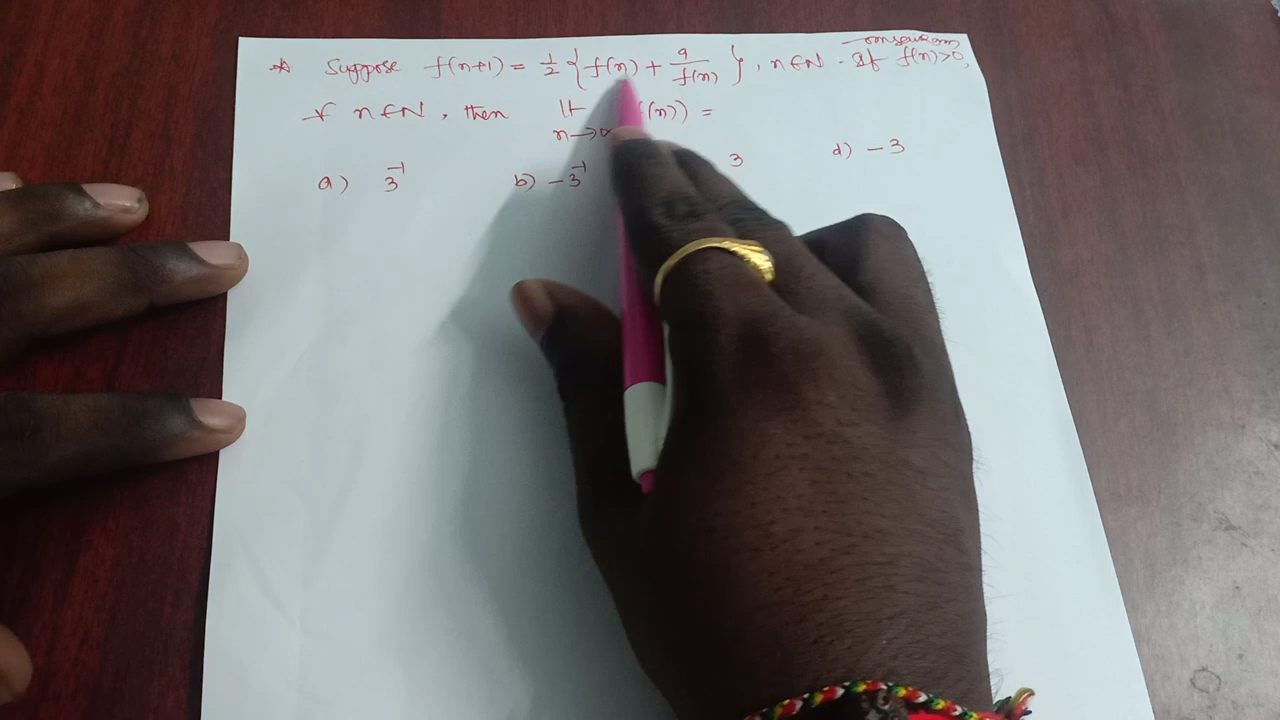 * Suppose f(n+1) = 1/2 { f(n) + 9/f(n) }, n∈N. If f(n)>0,
∀ n∈N, then lt n→∞ (f(n)) =
a) 3^-1 b) -3^-1 3 d) -3